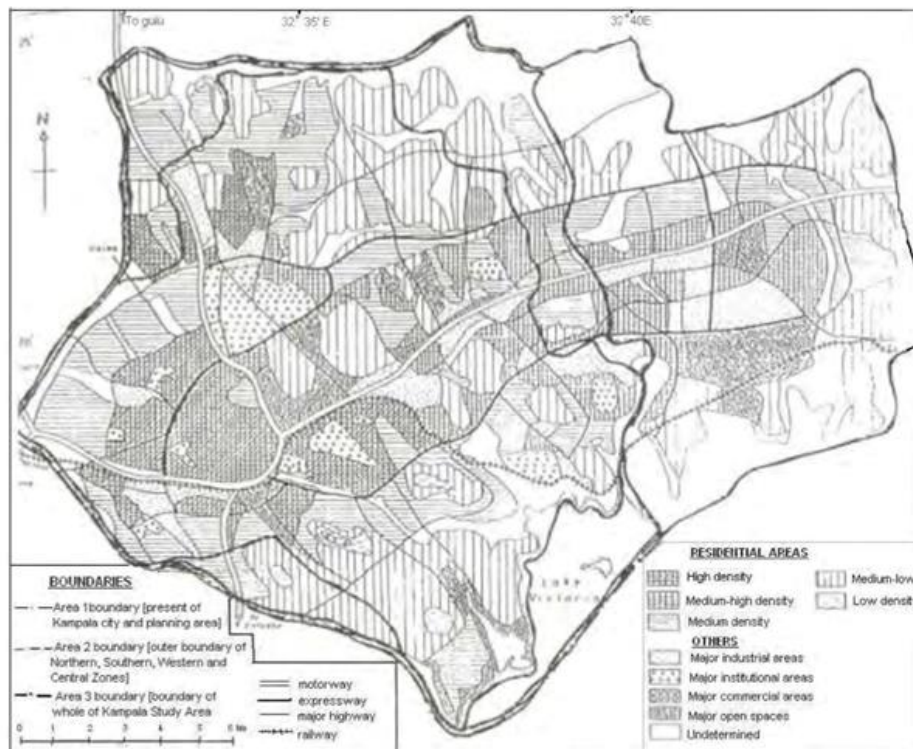 To gulu
32° 35' E
32° 40E
N
Lake
Victoria
BOUNDARIES
Area 1boundary [present of
Kampala city and planning area]
Area 2 boundary [outer boundary of
Northern, Southern, Western and
Central Zones]
Area 3 boundary [boundary of
whole of Kampala Study Area
0 1 2 3 4 5 6
motorway
expressway
major highway
railway
RESIDENTIAL AREAS
High density
Medium-high density
Medium density
Medium-low
Low densit
OTHERS
Major industrial areas
Major institutional areas
Major commercial areas
Major open spaces
Undetermined